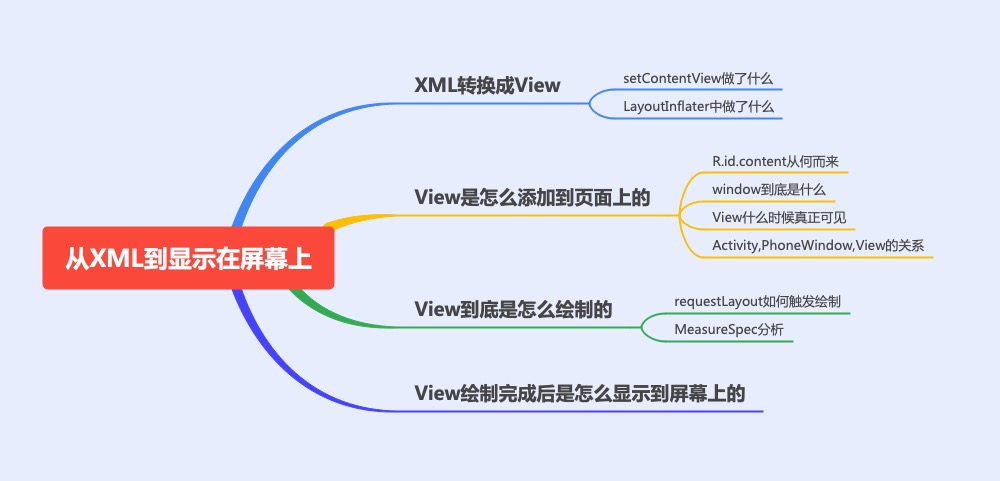 从XML到显示在屏幕上
XML转换成View
setContentView做了什么
LayoutInflater中做了什么
View是怎么添加到页面上的
R.id.content从何而来
window到底是什么
View什么时候真正可见
Activity,PhoneWindow,View的关系
View到底是怎么绘制的
requestLayout如何触发绘制
MeasureSpec分析
View绘制完成后是怎么显示到屏幕上的